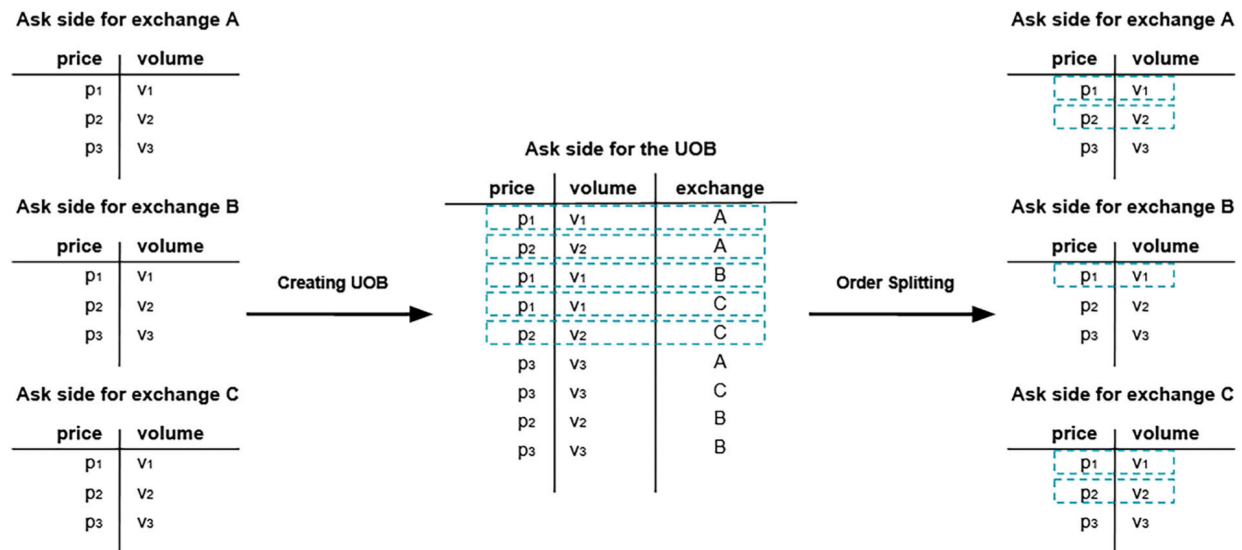 Ask side for exchange A
price volume
p1 v1
p2 v2
p3 v3
Ask side for exchange B
price volume
p1 v1
p2 v2
p3 v3
Ask side for exchange C
price volume
p1 v1
p2 v2
p3 v3
Creating UOB
Ask side for the UOB
price volume exchange
p1 v1 A
p2 v2 A
p1 v1 B
p1 v1 C
p2 v2 C
p3 v3 A
p3 v3 C
p2 v2 B
p3 v3 B
Order Splitting
Ask side for exchange A
price volume
p1 v1
p2 v2
p3 v3
Ask side for exchange B
price volume
p1 v1
p2 v2
p3 v3
Ask side for exchange C
price volume
p1 v1
p2 v2
p3 v3